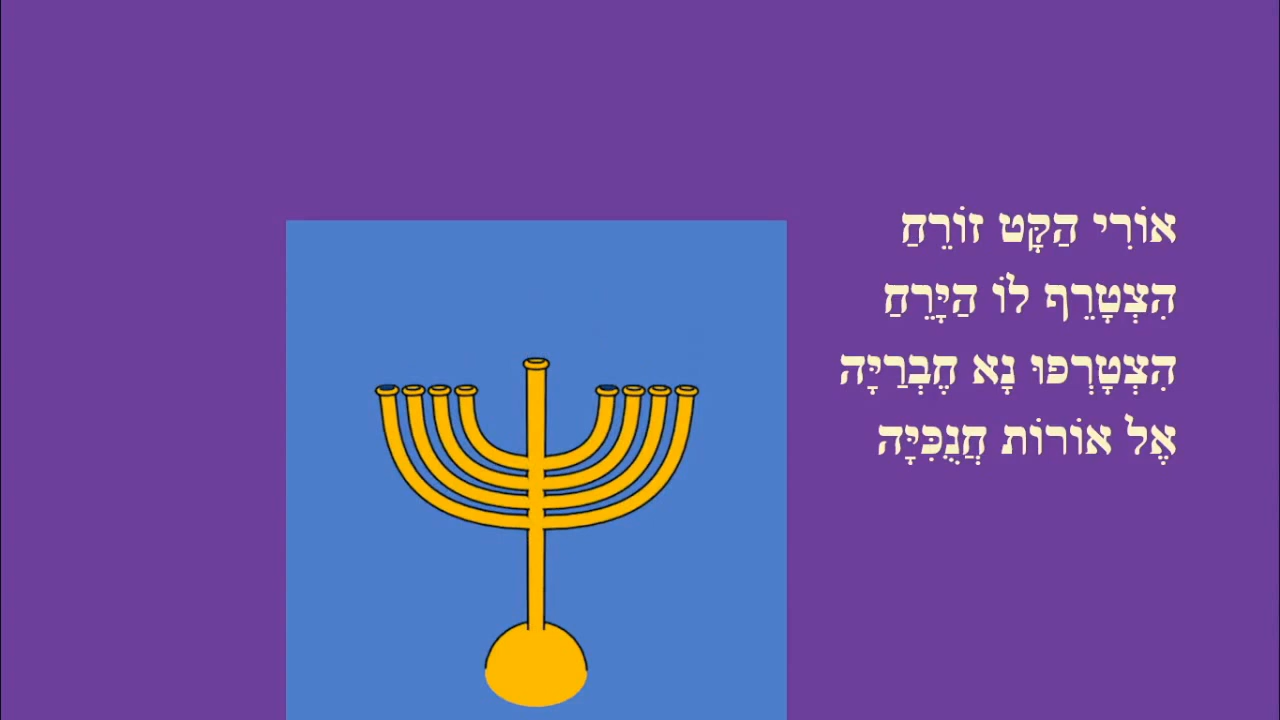 אוֹרִי הַקָּט זוֹרֵחַ
הִצְטָרֵף לוֹ הַיָּרֵחַ
הִצְטָרְפוּ נָא חֶבְרַיָּה
אֶל אוֹרוֹת חֲנֻכִּיָּה